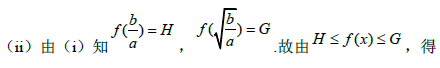 (ii) 由 (i) 知 f(b/a) = H , f(√(b/a)) = G .故由 H ≤ f(x) ≤ G , 得